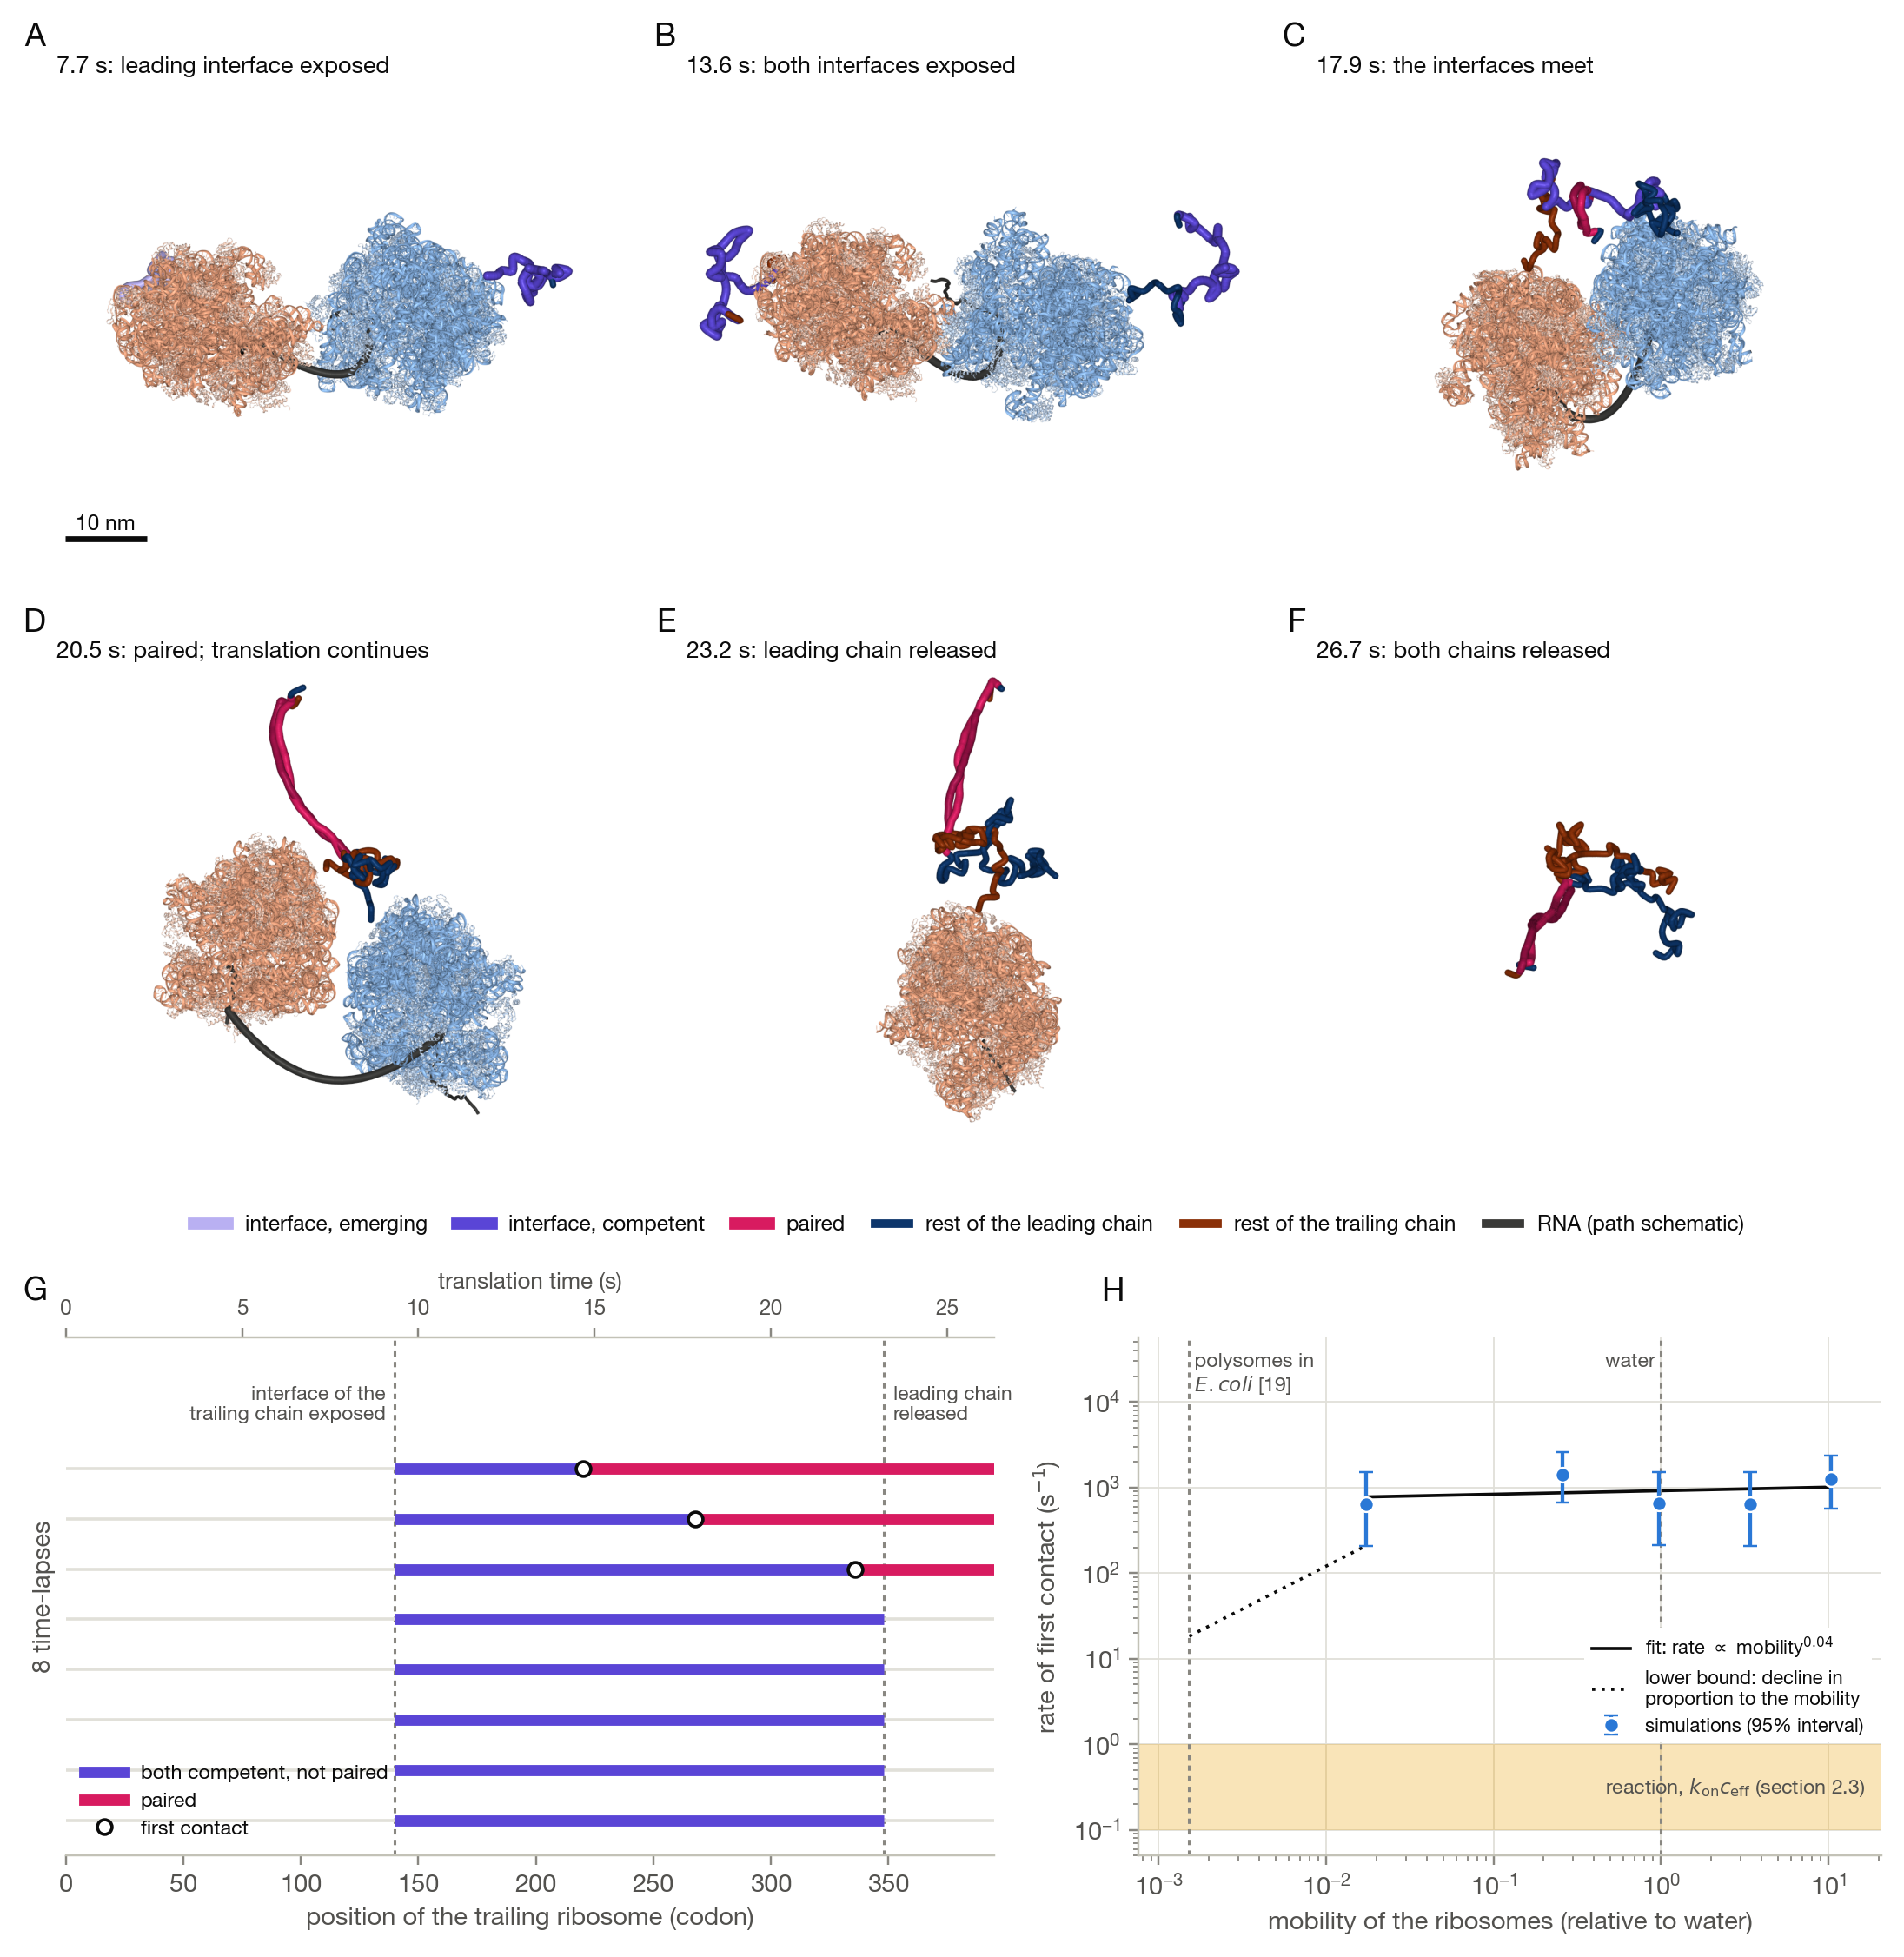 A
7.7 s: leading interface exposed
B
13.6 s: both interfaces exposed
C
17.9 s: the interfaces meet
10 nm
D
20.5 s: paired; translation continues
E
23.2 s: leading chain released
F
26.7 s: both chains released
interface, emerging
interface, competent
paired
rest of the leading chain
rest of the trailing chain
RNA (path schematic)
G
translation time (s)
0 5 10 15 20 25
interface of the
trailing chain exposed
leading chain
released
8 time-lapses
both competent, not paired
paired
first contact
0 50 100 150 200 250 300 350
position of the trailing ribosome (codon)
H
polysomes in
E. coli [19]
water
rate of first contact (s⁻¹)
10⁴
10³
10²
10¹
10⁰
10⁻¹
fit: rate ∝ mobility⁰·⁰⁴
lower bound: decline in
proportion to the mobility
simulations (95% interval)
reaction, kₒₙcₑff (section 2.3)
10⁻³ 10⁻² 10⁻¹ 10⁰ 10¹
mobility of the ribosomes (relative to water)